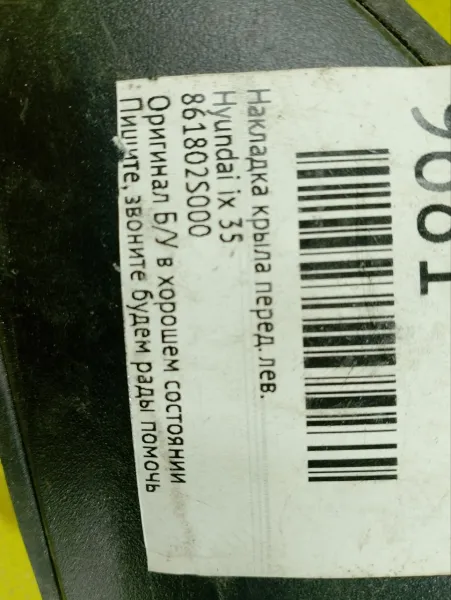 Накладка крыла перед.лев.
Hyundai ix 35
861802S000
Оригинал Б/У в хорошем состоянии
Пишите, звоните будем рады помочь